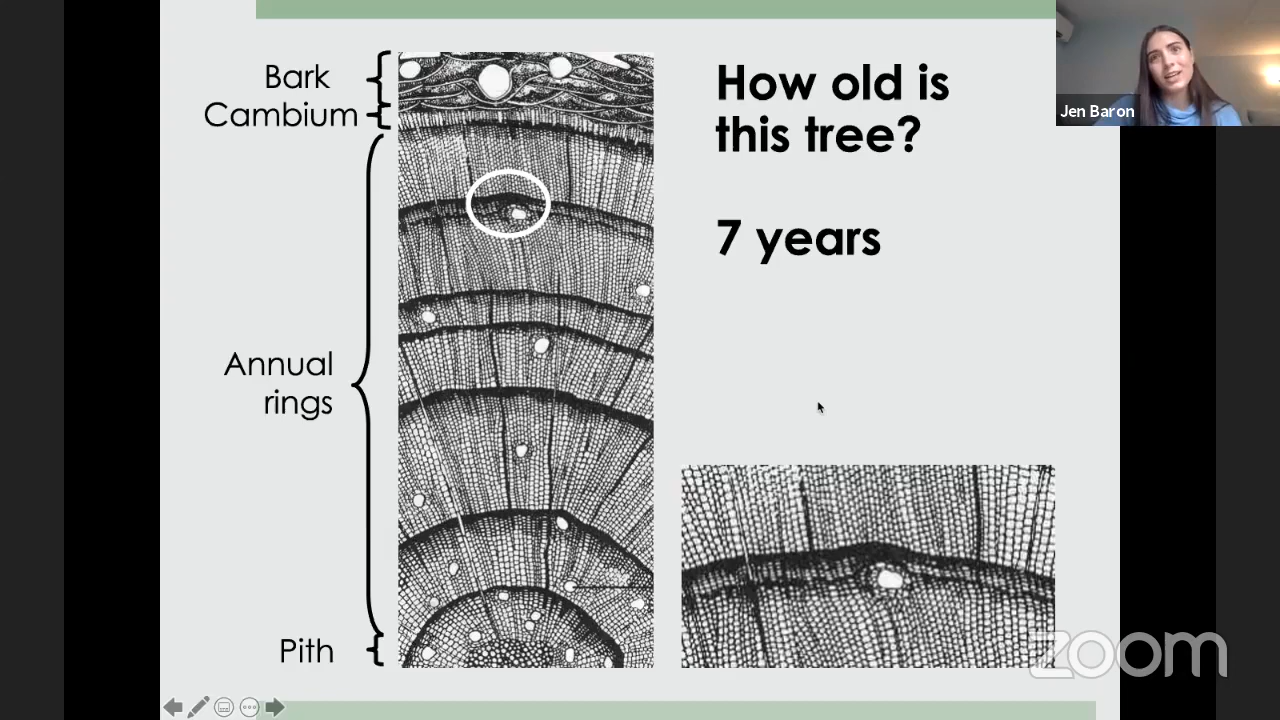 Bark
Cambium
Annual
rings
Pith
How old is
this tree?
7 years
Jen Baron
zoom